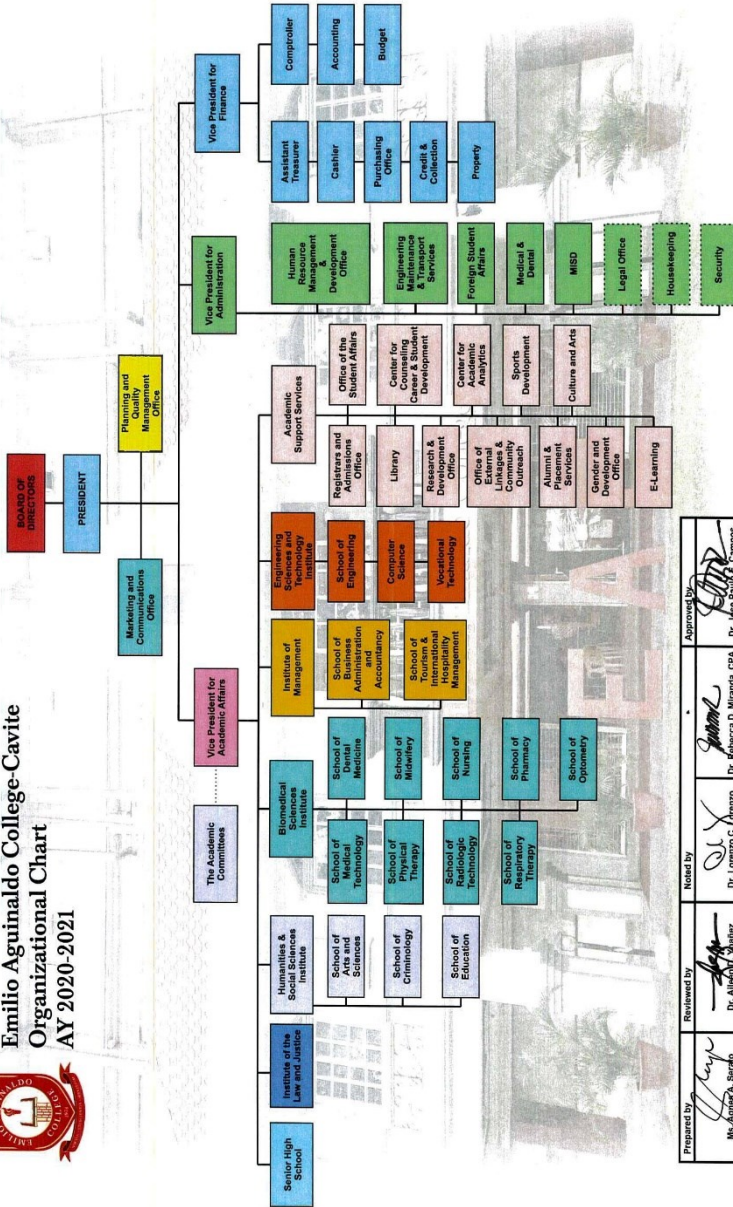 Emilio Aguinaldo College-Cavite
Organizational Chart
AY 2020-2021
BOARD OF
DIRECTORS
PRESIDENT
Marketing and
Communications
Office
Planning and
Quality
Management
Office
The Academic
Committees
Vice President for
Academic Affairs
Vice President for
Administration
Vice President for
Finance
Senior High
School
Institute of the
Law and Justice
Humanities &
Social Sciences
Institute
School of
Arts and
Sciences
School of
Criminology
School of
Education
Biomedical
Sciences
Institute
School of
Medical
Technology
School of
Dental
Medicine
School of
Physical
Therapy
School of
Midwifery
School of
Radiologic
Technology
School of
Nursing
School of
Respiratory
Therapy
School of
Pharmacy
School of
Optometry
Institute of
Management
School of
Business
Administration
and
Accountancy
School of
Tourism &
International
Hospitality
Management
Engineering
Sciences and
Technology
Institute
School of
Engineering
Computer
Science
Vocational
Technology
Academic
Support Services
Registrars and
Admissions
Office
Office of the
Student Affairs
Library
Center for
Counseling
Career & Student
Development
Research &
Development
Office
Center for
Academic
Analytics
Office of
External
Linkages &
Community
Outreach
Sports
Development
Alumni &
Placement
Services
Culture and Arts
Gender and
Development
Office
E-Learning
Human
Resource
Management
&
Development
Office
Engineering
Maintenance
& Transport
Services
Foreign Student
Affairs
Medical &
Dental
MISD
Legal Office
Housekeeping
Security
Assistant
Treasurer
Cashier
Purchasing
Office
Credit &
Collection
Property
Comptroller
Accounting
Budget
Prepared by
Ms. Agnes A. Serato
Reviewed by
Noted by
Dr. Lorenzo C. Lorenzo
Dr. Rebecca D. Miranda, CPA
Approved by
Dr. Jose Paulo E. Campos